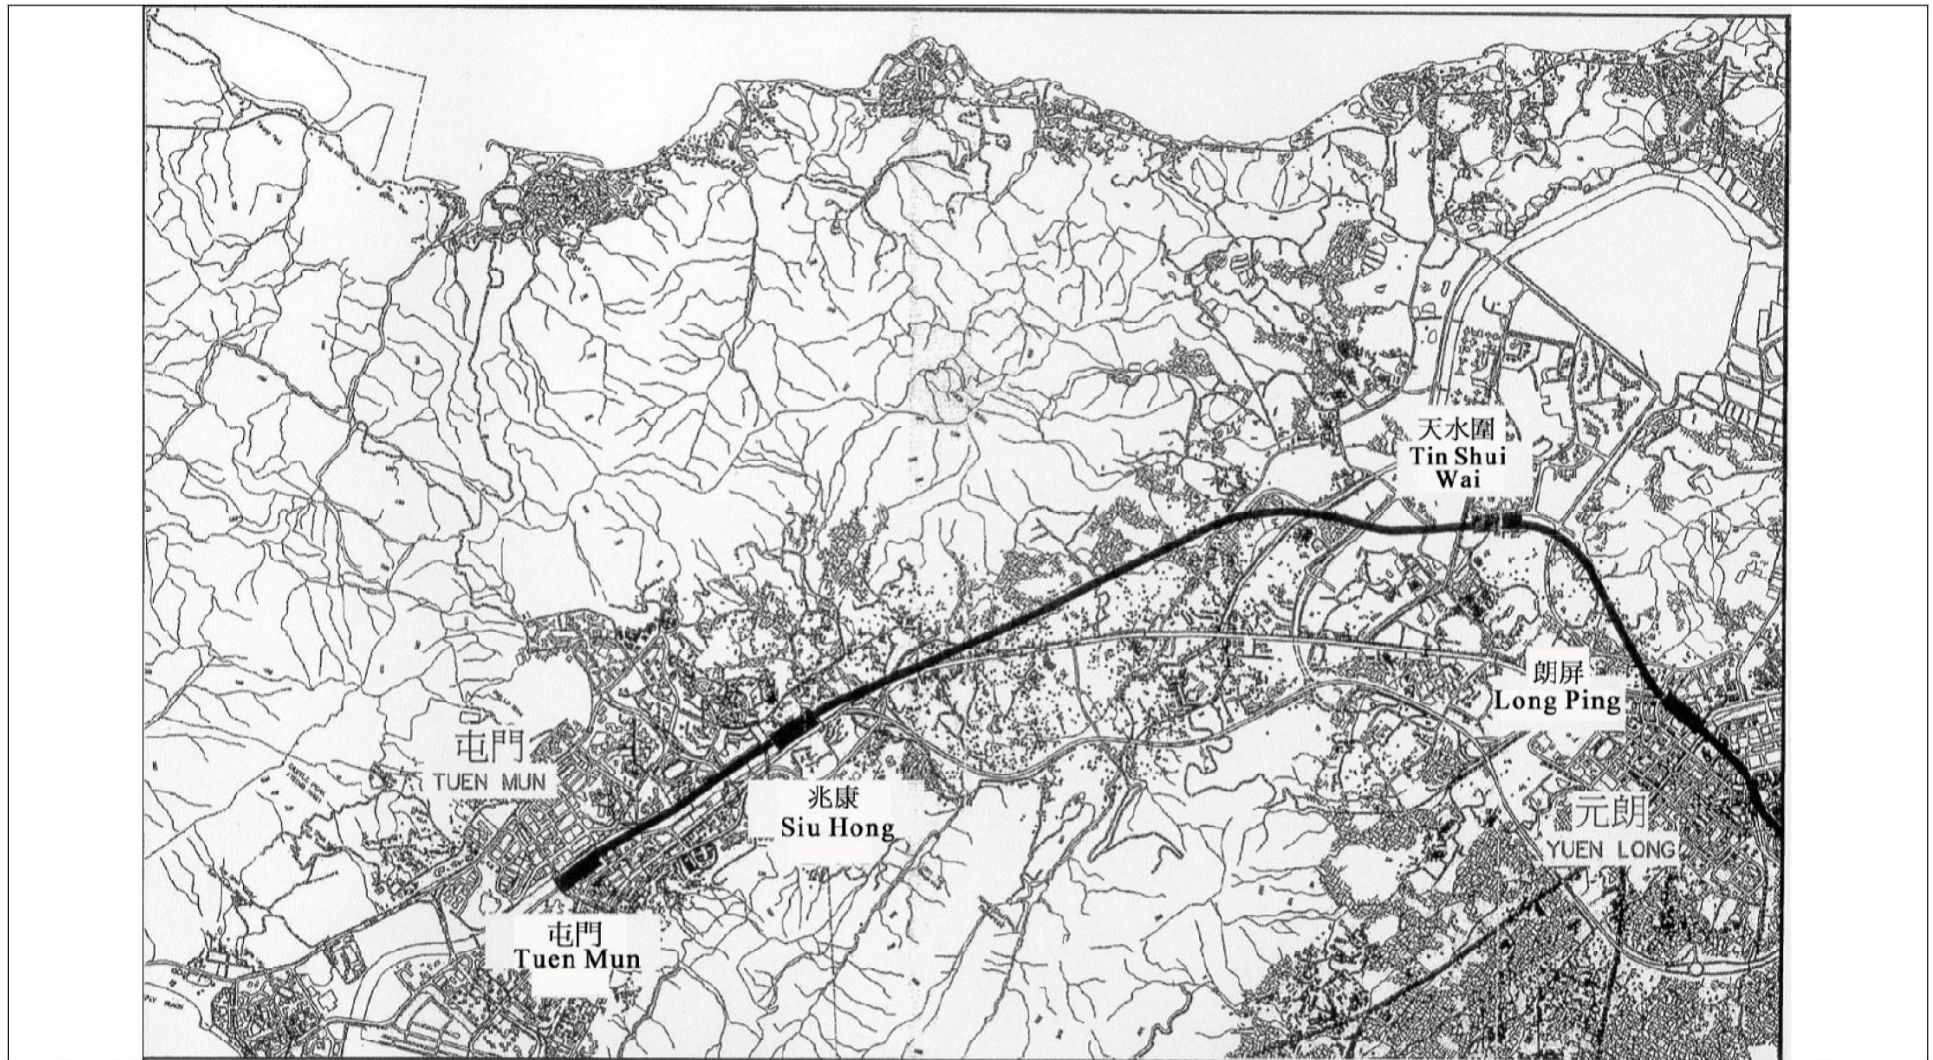 天水圍
Tin Shui
Wai
朗屏
Long Ping
屯門
TUEN MUN
兆康
Siu Hong
元朗
YUEN LONG
屯門
Tuen Mun